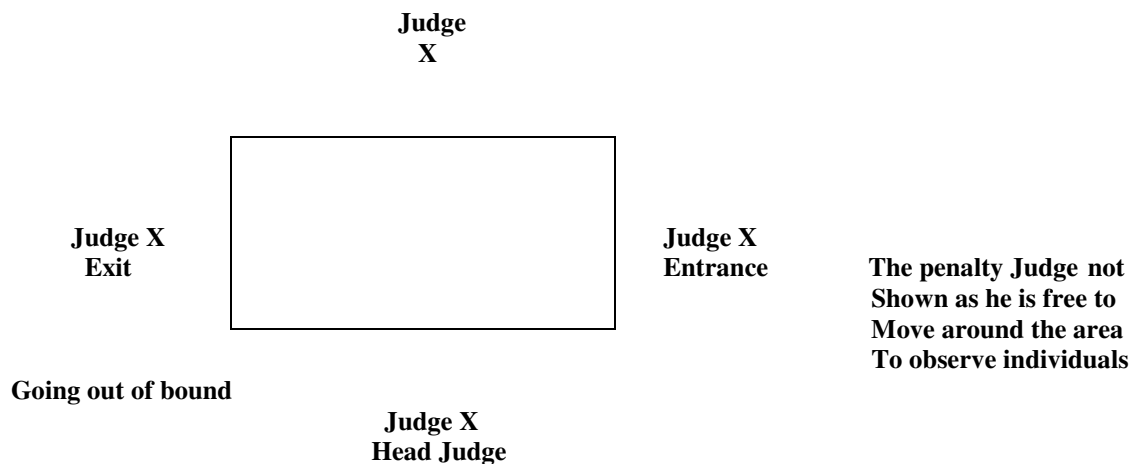 Judge
X
Judge X
Exit
Judge X
Entrance
The penalty Judge not
Shown as he is free to
Move around the area
To observe individuals
Going out of bound
Judge X
Head Judge